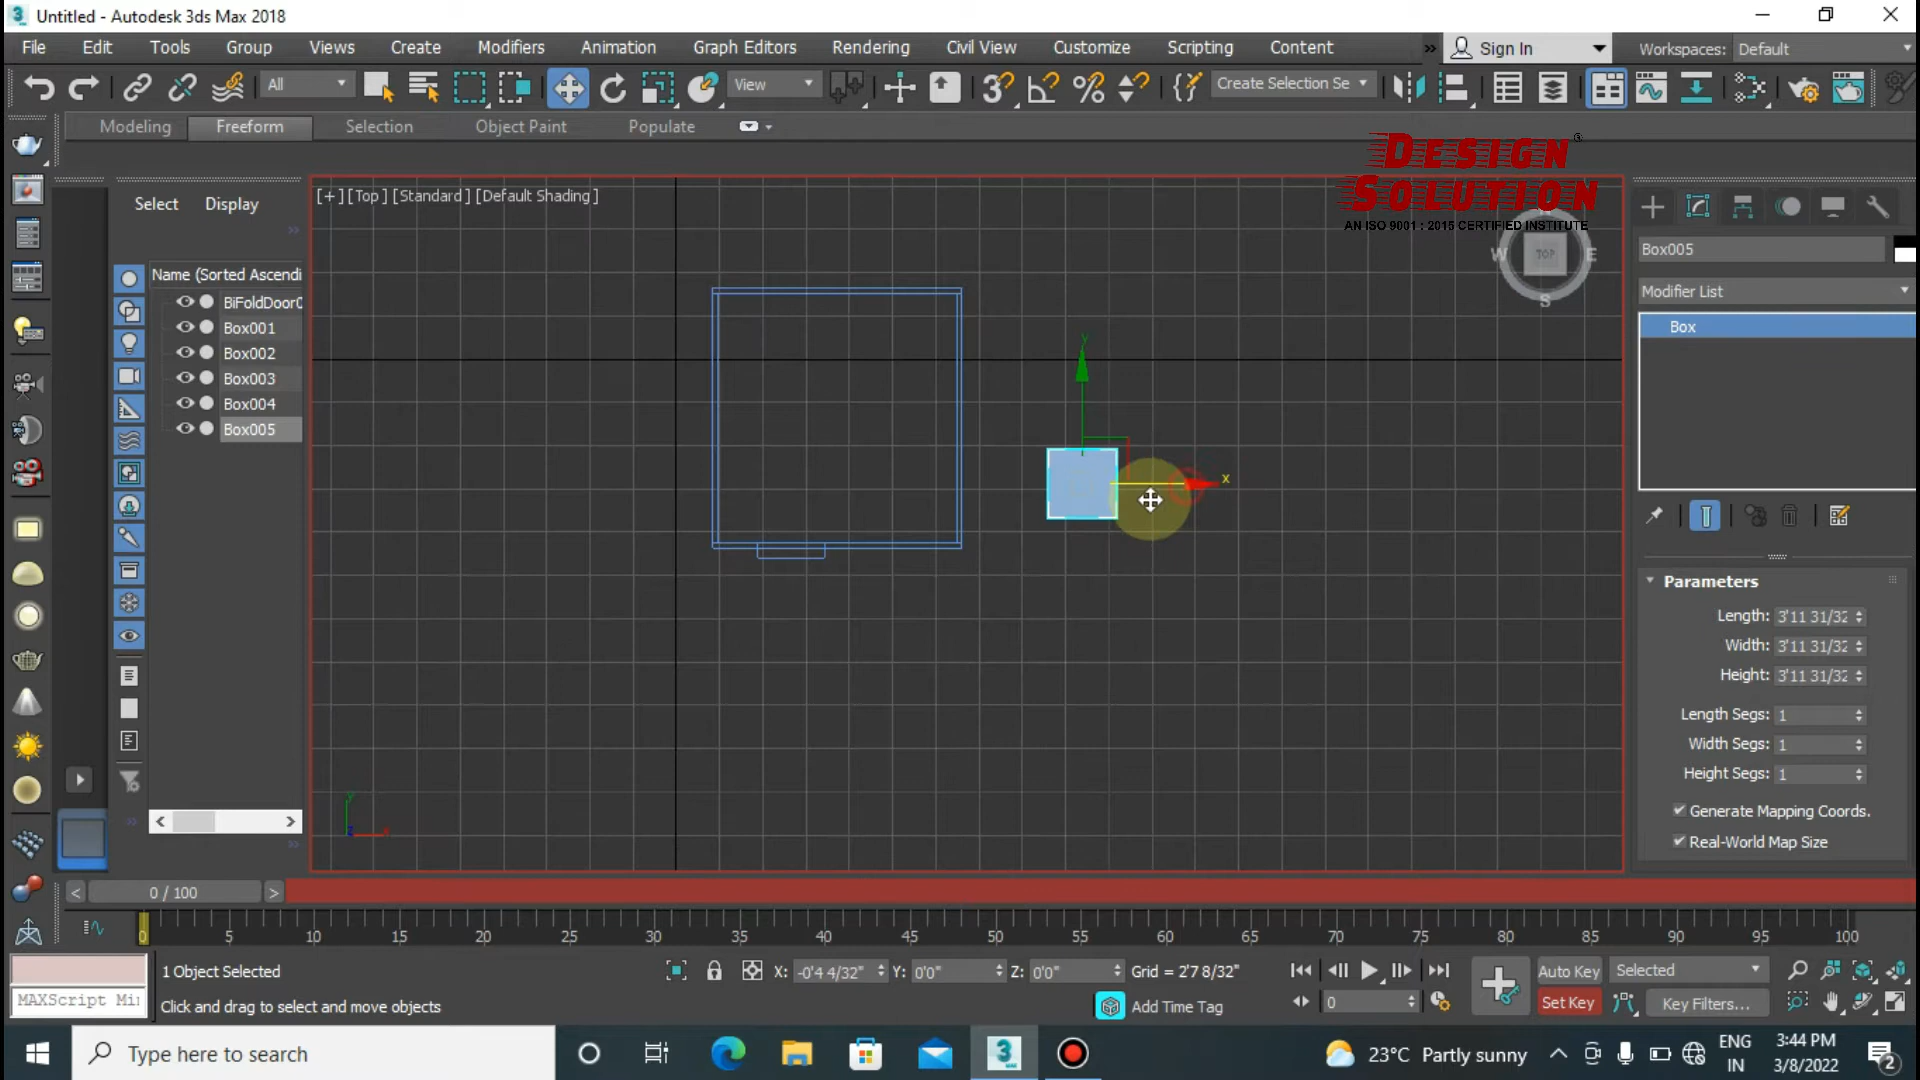 Untitled - Autodesk 3ds Max 2018
File Edit Tools Group Views Create Modifiers Animation Graph Editors Rendering Civil View Customize Scripting Content » Sign In Workspaces: Default
All View Create Selection Se
Modeling Freeform Selection Object Paint Populate
DESIGN
SOLUTION
AN ISO 9001 : 2015 CERTIFIED INSTITUTE
Select Display
[+] [Top] [Standard] [Default Shading]
W TOP E
S
Name (Sorted Ascendi
BiFoldDoor0
Box001
Box002
Box003
Box004
Box005
y
x
Box005
Modifier List
Box
Parameters
Length: 3'11 31/32
Width: 3'11 31/32
Height: 3'11 31/32
Length Segs: 1
Width Segs: 1
Height Segs: 1
Generate Mapping Coords.
Real-World Map Size
< 0 / 100 >
0 5 10 15 20 25 30 35 40 45 50 55 60 65 70 75 80 85 90 95 100
1 Object Selected X: -0'4 4/32" Y: 0'0" Z: 0'0" Grid = 2'7 8/32" Auto Key Selected
MAXScript Mi Click and drag to select and move objects Add Time Tag 0 Set Key Key Filters...
Type here to search
23°C Partly sunny
ENG
IN
3:44 PM
3/8/2022
2